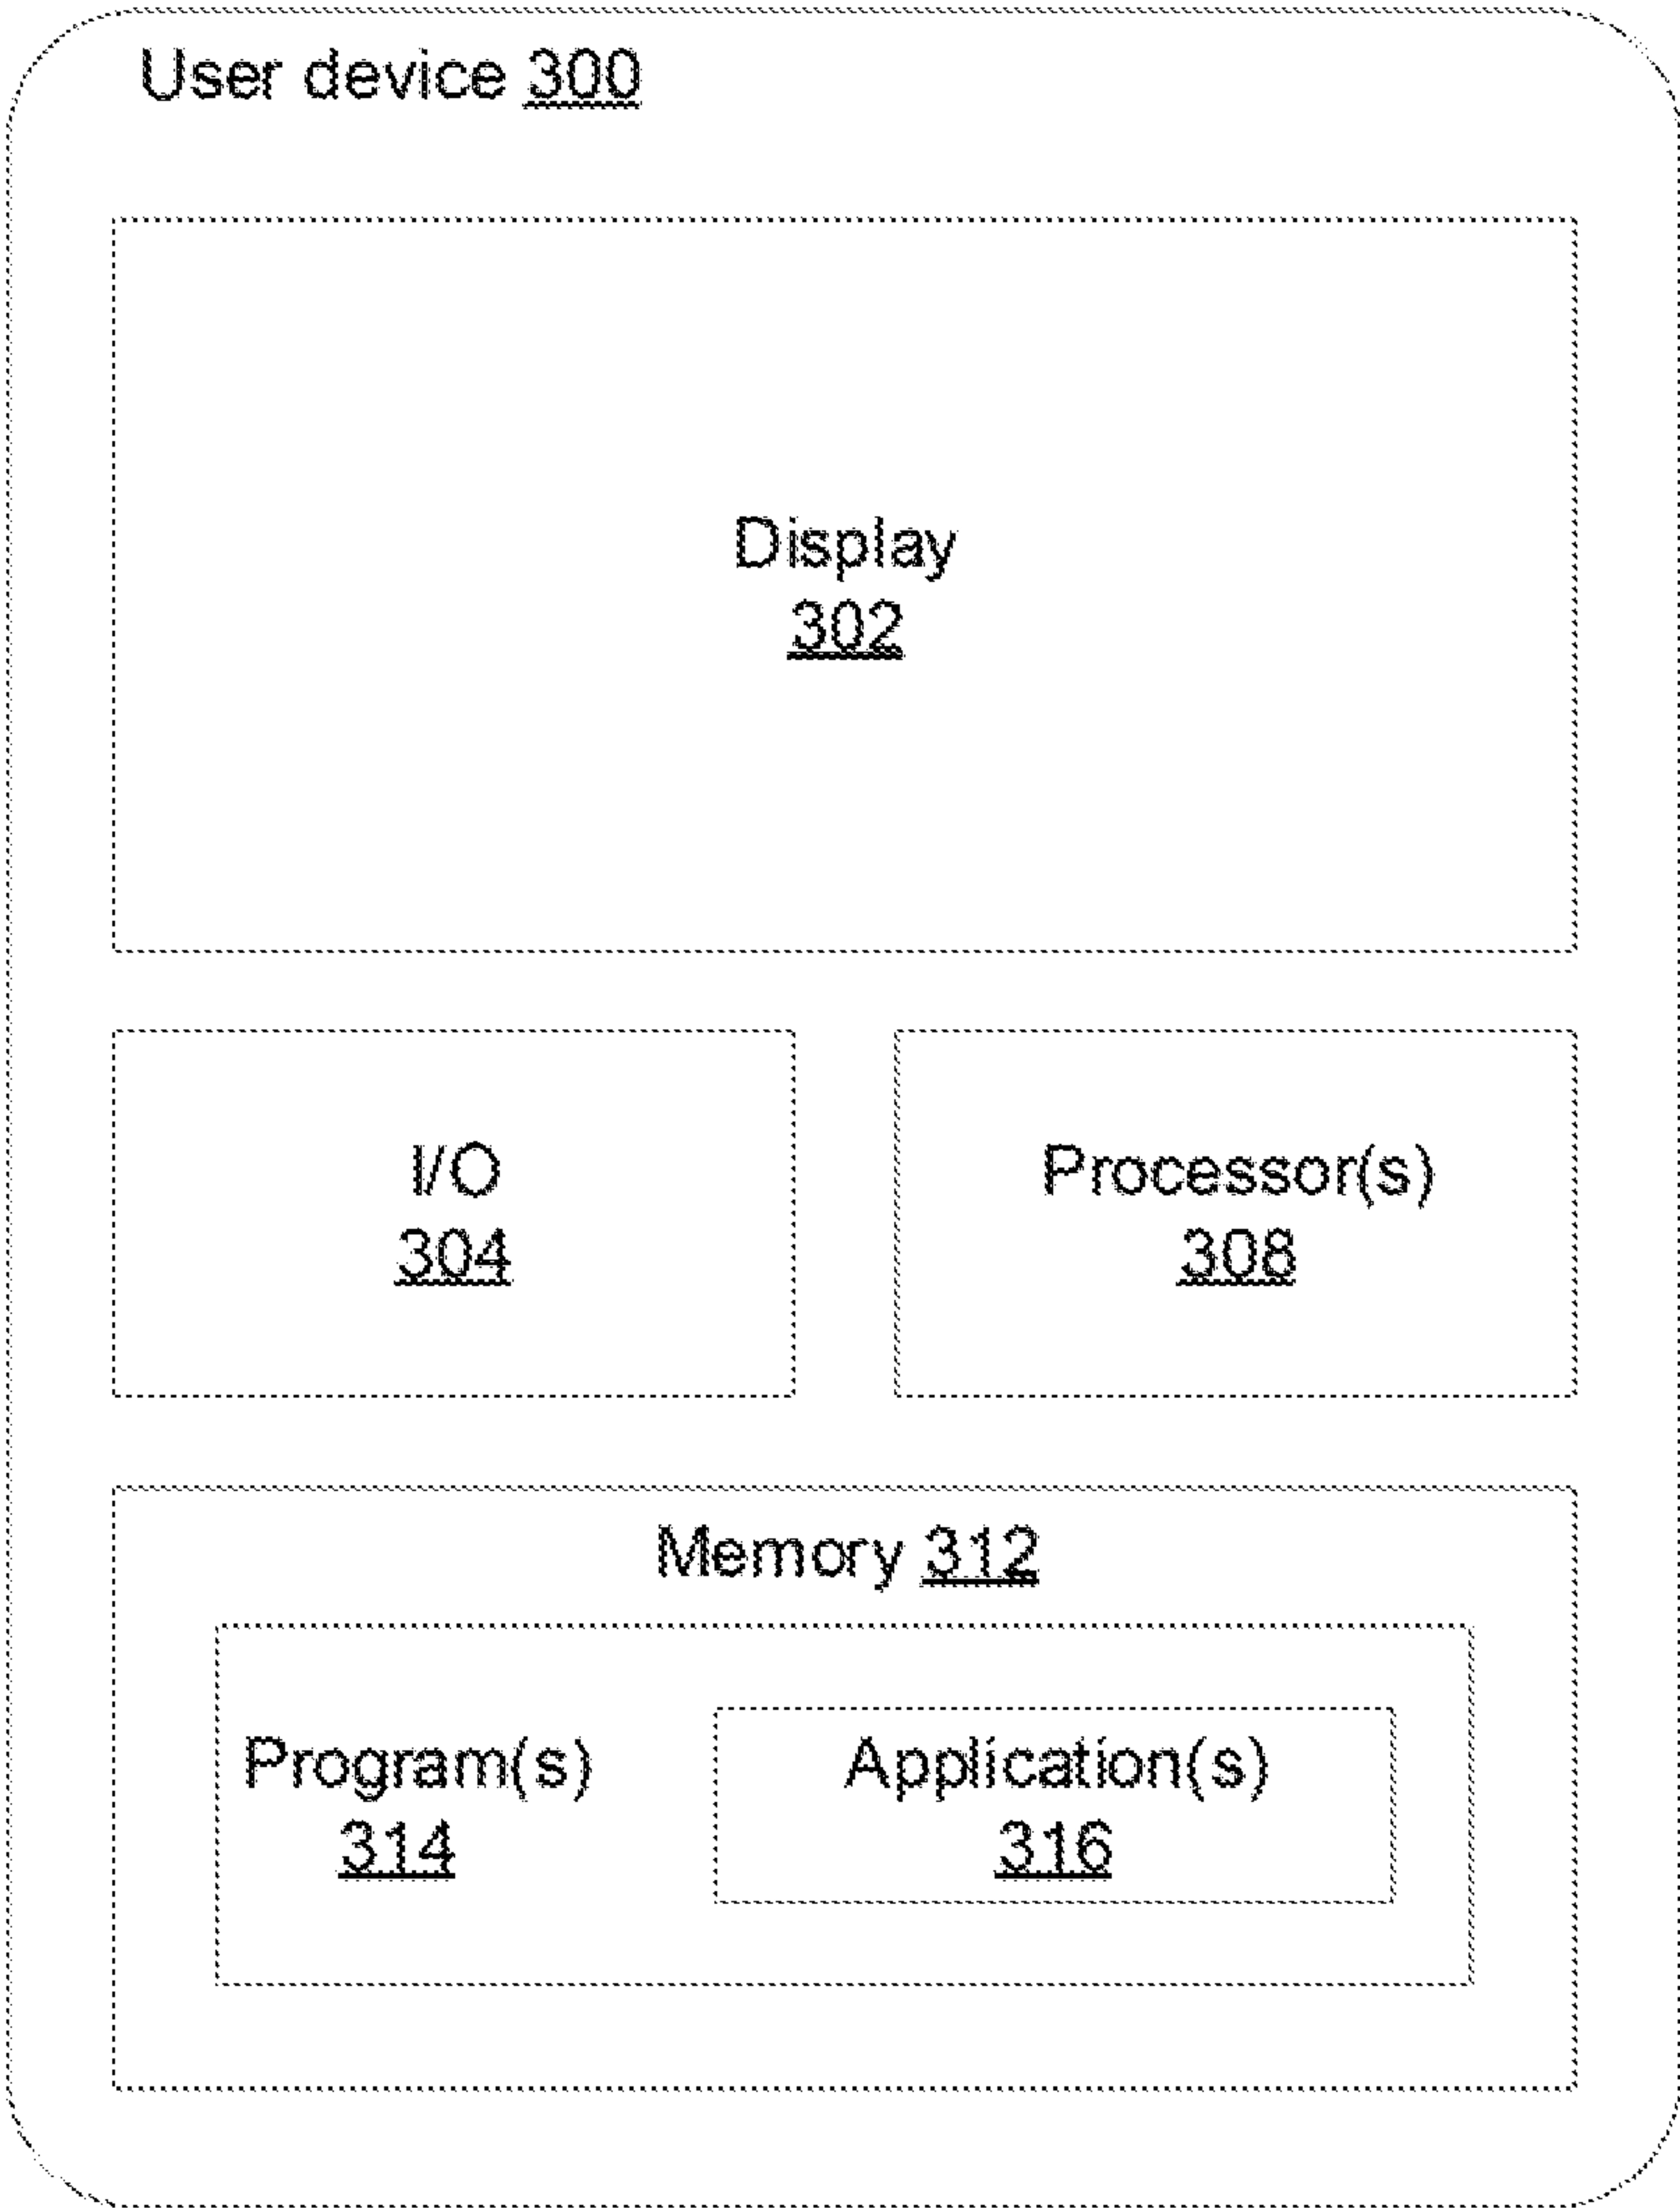 User device 300
Display
302
I/O
304
Processor(s)
308
Memory 312
Program(s)
314
Application(s)
316